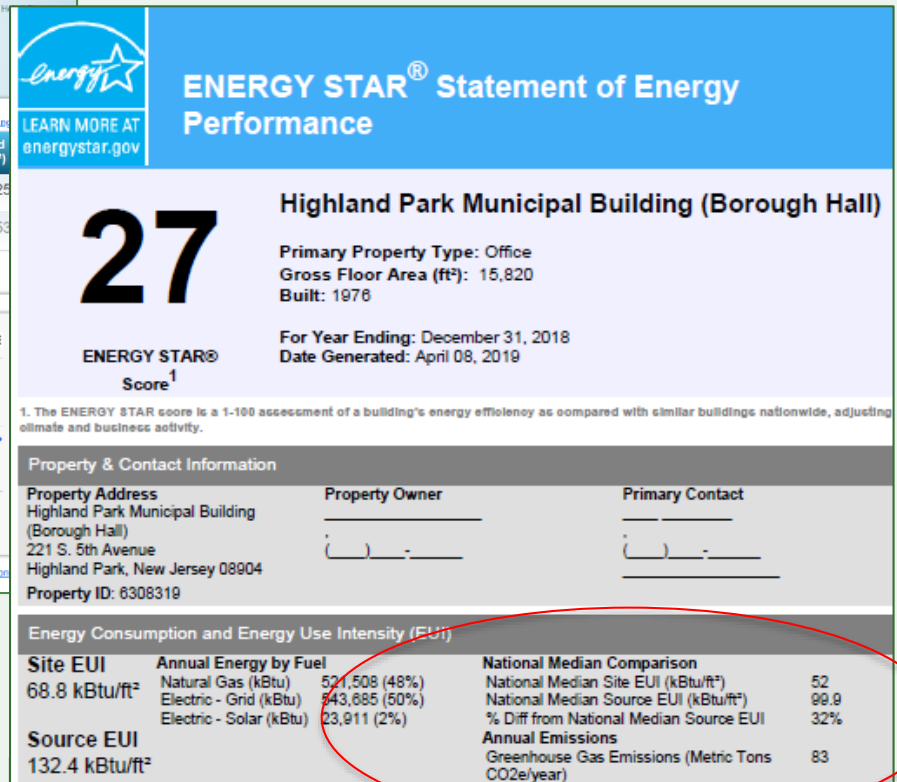 energy
LEARN MORE AT
energystar.gov
ENERGY STAR® Statement of Energy
Performance
27
ENERGY STAR®
Score1
Highland Park Municipal Building (Borough Hall)
Primary Property Type: Office
Gross Floor Area (ft²): 15,820
Built: 1976
For Year Ending: December 31, 2018
Date Generated: April 08, 2019
1. The ENERGY STAR score is a 1-100 assessment of a building's energy efficiency as compared with similar buildings nationwide, adjusting
climate and business activity.
Property & Contact Information
Property Address
Highland Park Municipal Building
(Borough Hall)
221 S. 5th Avenue
Highland Park, New Jersey 08904
Property ID: 6308319
Property Owner
,
(____)____-______
Primary Contact
,
(____)____-______
Energy Consumption and Energy Use Intensity (EUI)
Site EUI
68.8 kBtu/ft²
Source EUI
132.4 kBtu/ft²
Annual Energy by Fuel
Natural Gas (kBtu) 521,508 (48%)
Electric - Grid (kBtu) 543,685 (50%)
Electric - Solar (kBtu) 23,911 (2%)
National Median Comparison
National Median Site EUI (kBtu/ft²) 52
National Median Source EUI (kBtu/ft²) 99.9
% Diff from National Median Source EUI 32%
Annual Emissions
Greenhouse Gas Emissions (Metric Tons 83
CO2e/year)